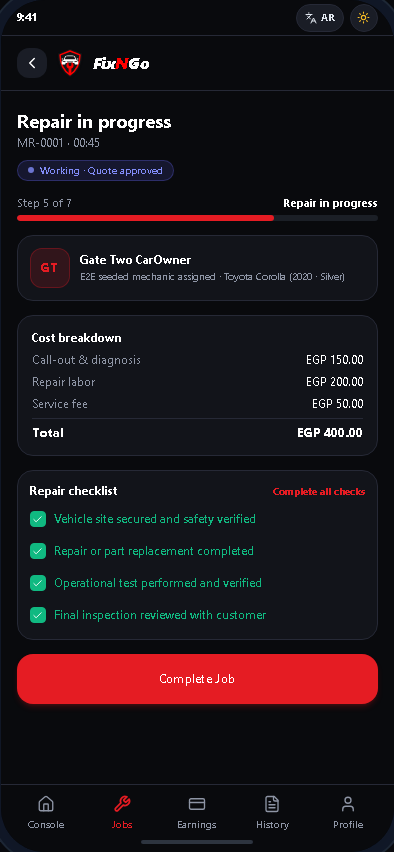 9:41
AR
FixNGo
Repair in progress
MR-0001 · 00:45
Working · Quote approved
Step 5 of 7
Repair in progress
GT
Gate Two CarOwner
E2E seeded mechanic assigned · Toyota Corolla (2020 · Silver)
Cost breakdown
Call-out & diagnosis EGP 150.00
Repair labor EGP 200.00
Service fee EGP 50.00
Total EGP 400.00
Repair checklist
Complete all checks
Vehicle site secured and safety verified
Repair or part replacement completed
Operational test performed and verified
Final inspection reviewed with customer
Complete Job
Console Jobs Earnings History Profile